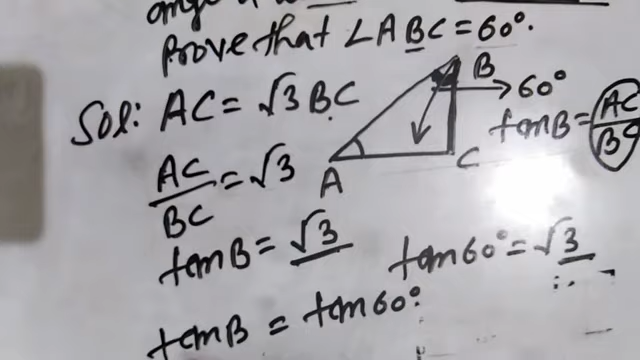 Prove that ∠ABC = 60°.
Sol: AC = √3 BC
AC/BC = √3
tan B = √3
tan 60° = √3
tan B = tan 60°
B
60°
A
C
tan B = AC/BC